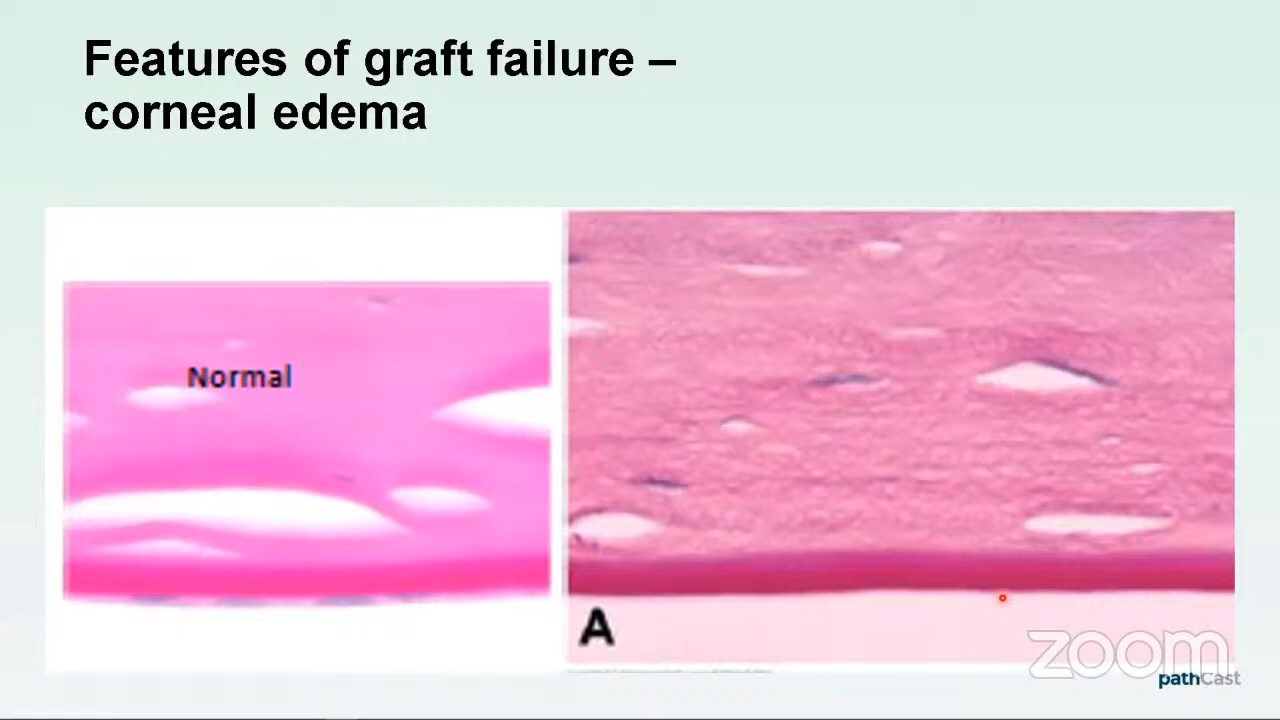 Features of graft failure –
corneal edema
Normal
A
zoom
pathCast